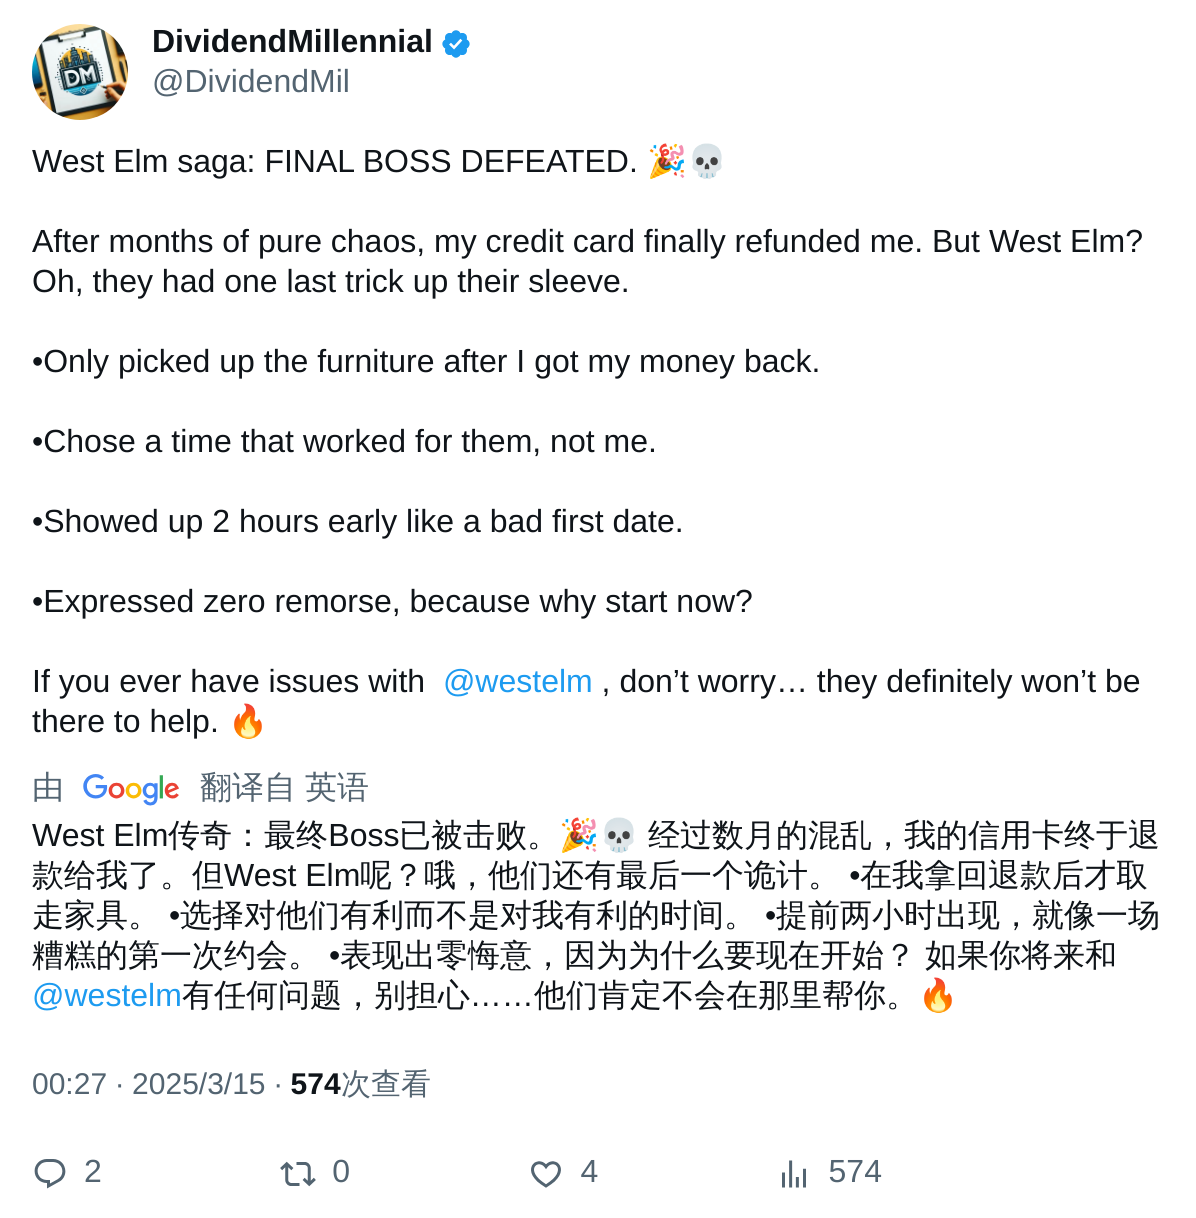 DM
DividendMillennial
@DividendMil
West Elm saga: FINAL BOSS DEFEATED. 🎉💀
After months of pure chaos, my credit card finally refunded me. But West Elm?
Oh, they had one last trick up their sleeve.
•Only picked up the furniture after I got my money back.
•Chose a time that worked for them, not me.
•Showed up 2 hours early like a bad first date.
•Expressed zero remorse, because why start now?
If you ever have issues with  @westelm , don’t worry… they definitely won’t be
there to help. 🔥
由 Google 翻译自 英语
West Elm传奇：最终Boss已被击败。🎉💀 经过数月的混乱，我的信用卡终于退
款给我了。但West Elm呢？哦，他们还有最后一个诡计。 •在我拿回退款后才取
走家具。 •选择对他们有利而不是对我有利的时间。 •提前两小时出现，就像一场
糟糕的第一次约会。 •表现出零悔意，因为为什么要现在开始？ 如果你将来和
@westelm有任何问题，别担心……他们肯定不会在那里帮你。🔥
00:27 · 2025/3/15 · 574次查看
2 0 4 574